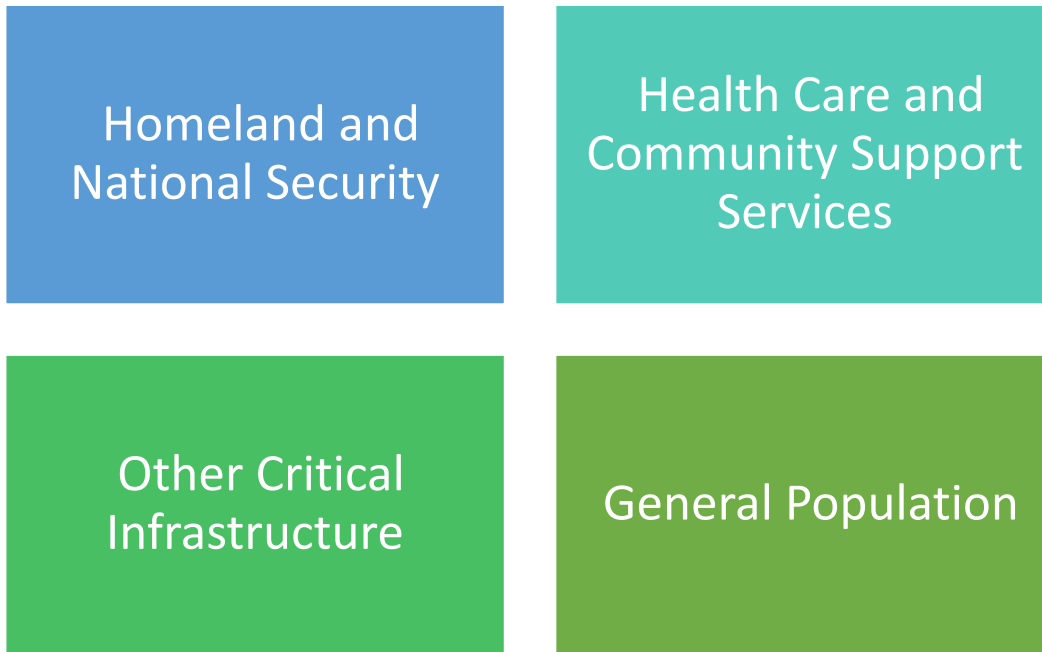 Homeland and
National Security
Health Care and
Community Support
Services
Other Critical
Infrastructure
General Population